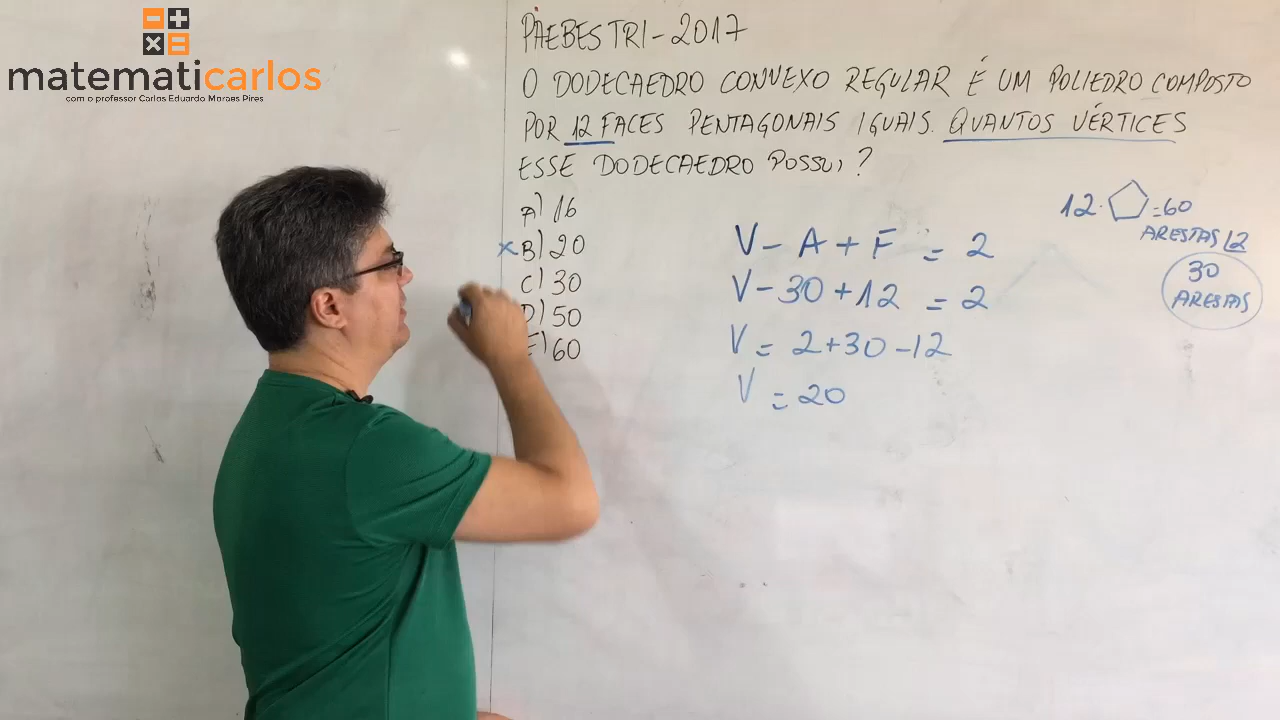 matematicarlos
com o professor Carlos Eduardo Moraes Pires
PAEBES TRI-2017
O DODECAEDRO CONVEXO REGULAR É UM POLIEDRO COMPOSTO
POR 12 FACES PENTAGONAIS IGUAIS. QUANTOS VÉRTICES
ESSE DODECAEDRO POSSUI?
A) 16
x B) 20
C) 30
D) 50
E) 60
V - A + F = 2
V - 30 + 12 = 2
V = 2 + 30 - 12
V = 20
12 · = 60
ARESTAS 2
30
ARESTAS